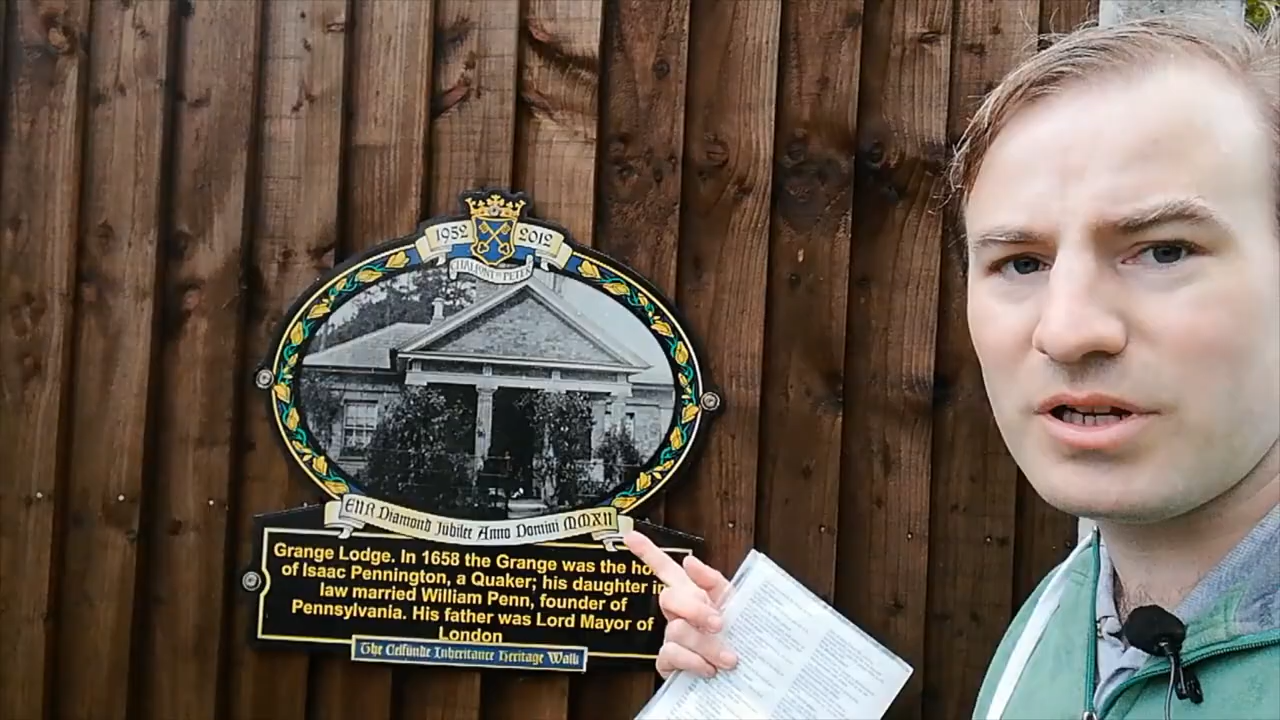 1952 2012
CHALFONT ST PETER
EIIR Diamond Jubilee Anno Domini MMXII
Grange Lodge. In 1658 the Grange was the ho
of Isaac Pennington, a Quaker; his daughter in
law married William Penn, founder of
Pennsylvania. His father was Lord Mayor of
London
The Celfunde Inheritance Heritage Walk